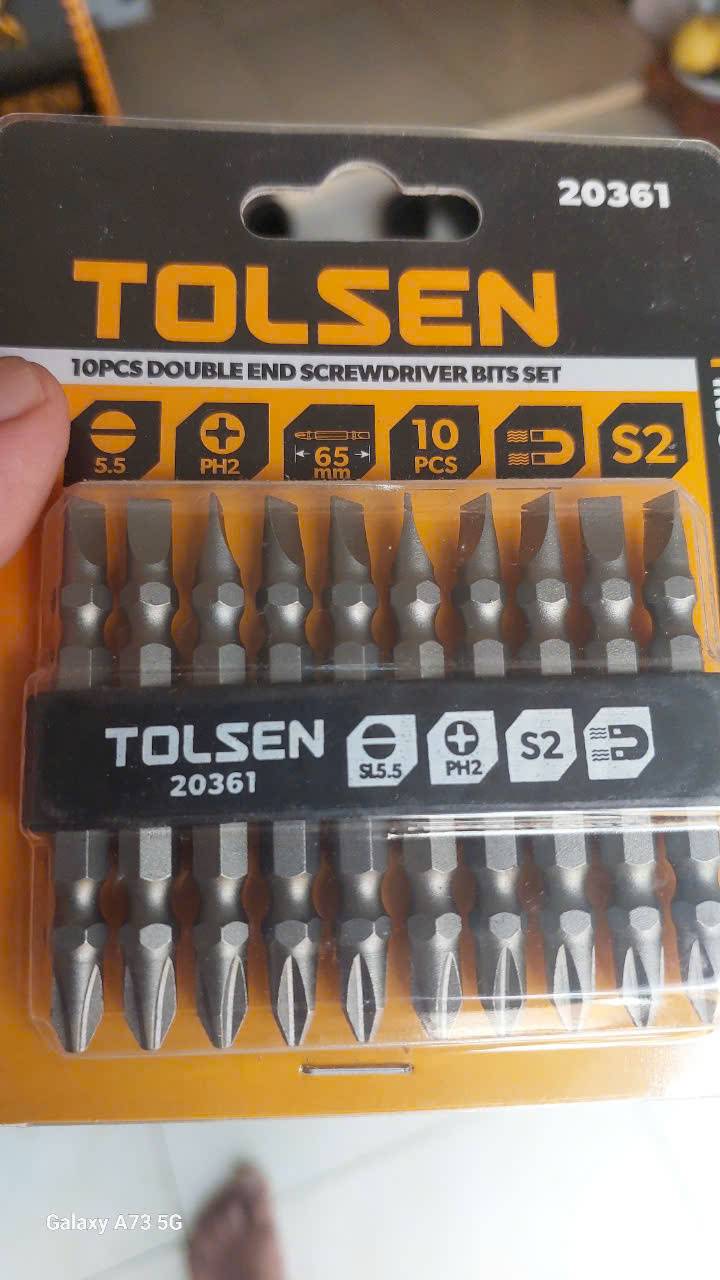 20361
TOLSEN
10PCS DOUBLE END SCREWDRIVER BITS SET
5.5 PH2 65 mm 10 PCS S2
TOLSEN
20361
SL5.5 PH2 S2
Galaxy A73 5G